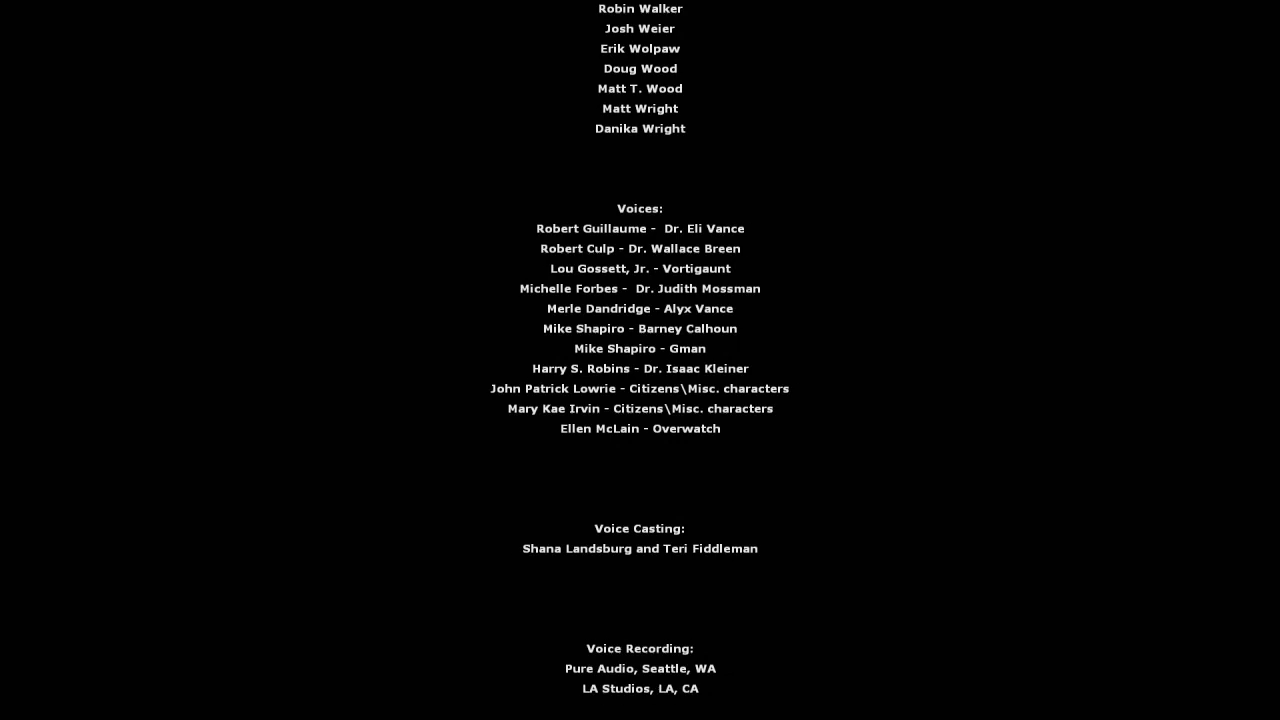 Robin Walker
Josh Weier
Erik Wolpaw
Doug Wood
Matt T. Wood
Matt Wright
Danika Wright
Voices:
Robert Guillaume -  Dr. Eli Vance
Robert Culp - Dr. Wallace Breen
Lou Gossett, Jr. - Vortigaunt
Michelle Forbes -  Dr. Judith Mossman
Merle Dandridge - Alyx Vance
Mike Shapiro - Barney Calhoun
Mike Shapiro - Gman
Harry S. Robins - Dr. Isaac Kleiner
John Patrick Lowrie - Citizens\Misc. characters
Mary Kae Irvin - Citizens\Misc. characters
Ellen McLain - Overwatch
Voice Casting:
Shana Landsburg and Teri Fiddleman
Voice Recording:
Pure Audio, Seattle, WA
LA Studios, LA, CA